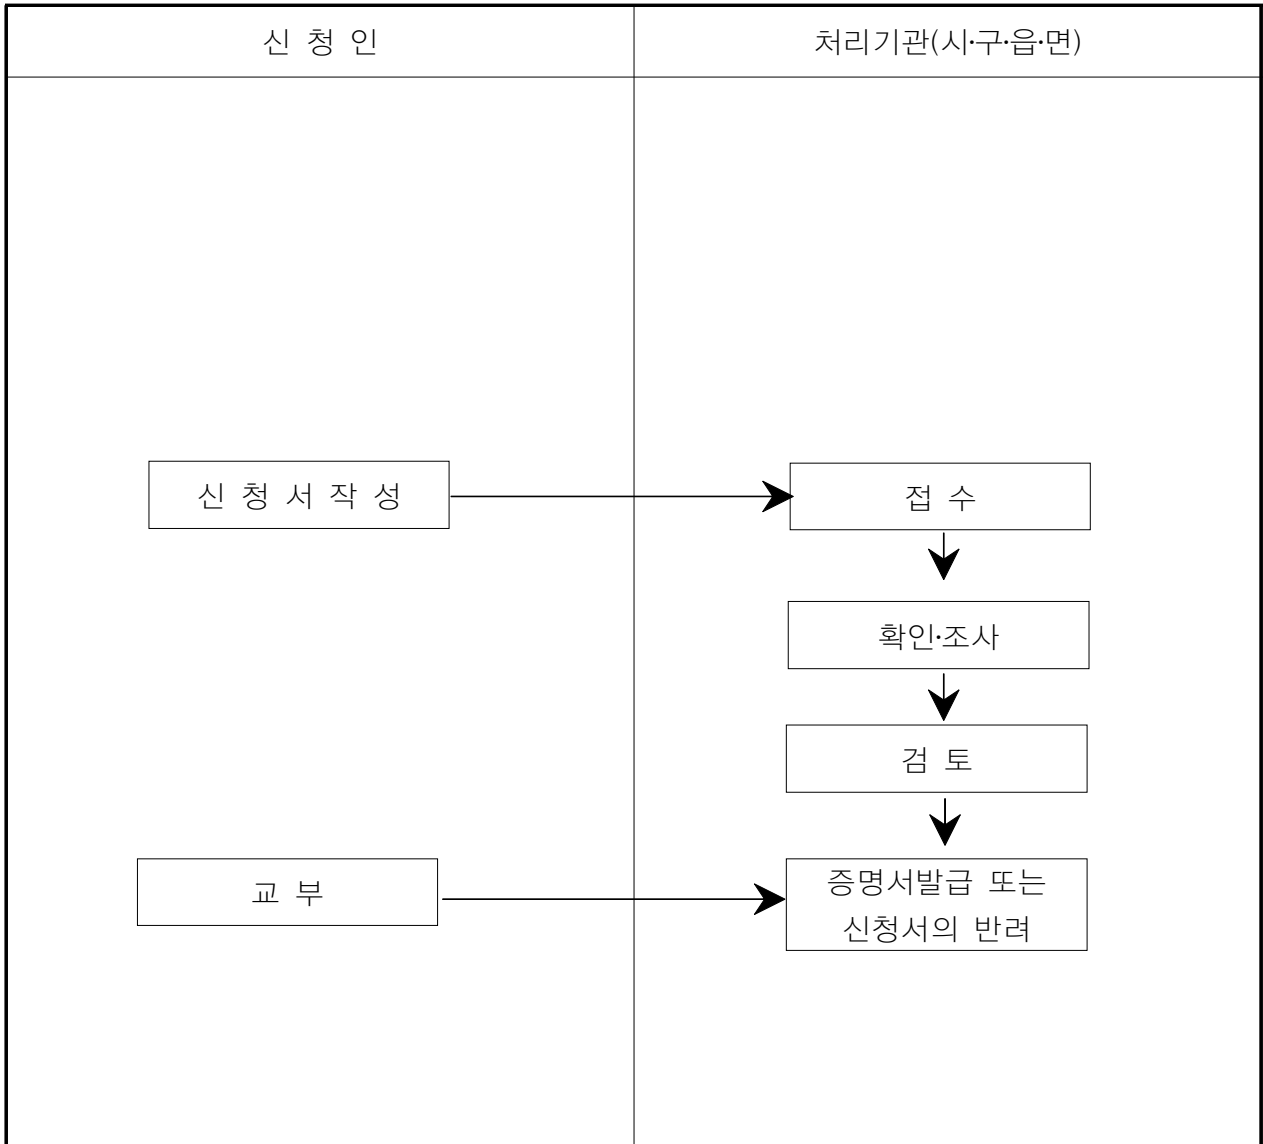 신 청 인
처리기관(시·구·읍·면)
신 청 서 작 성
접 수
확인·조사
검 토
교 부
증명서발급 또는
신청서의 반려